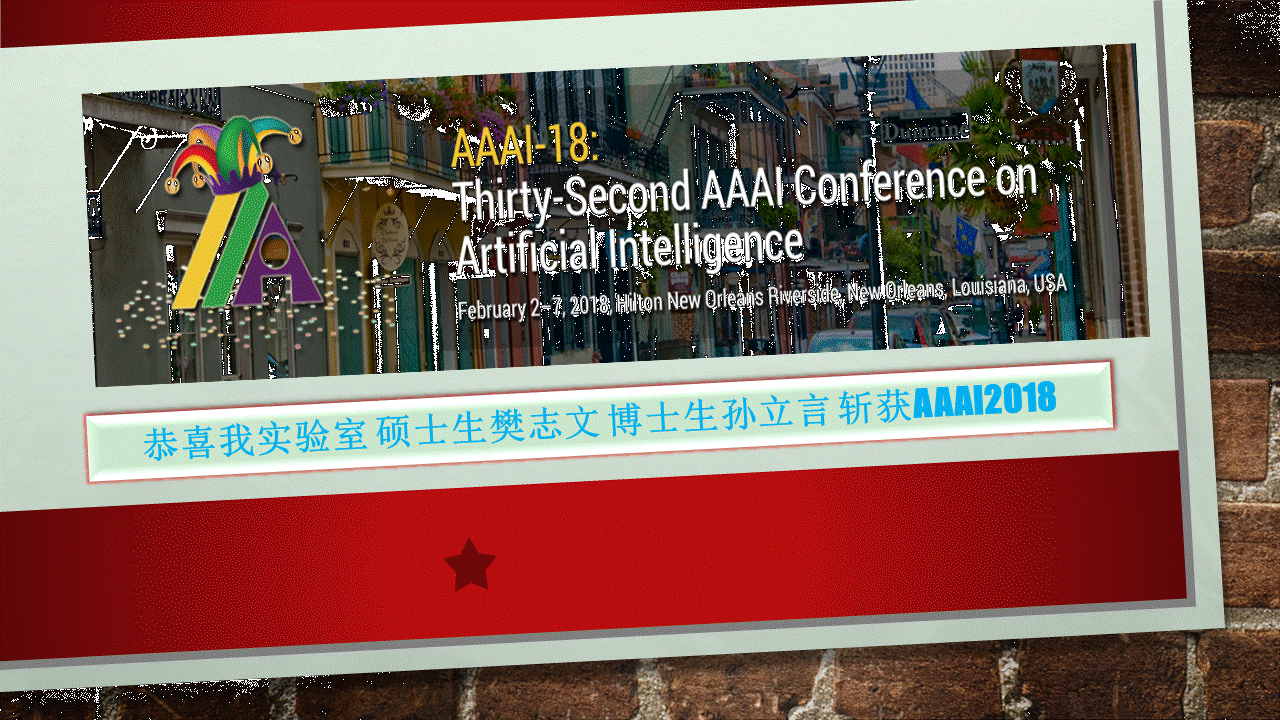 Dumaine
AAAI-18:
Thirty-Second AAAI Conference on
Artificial Intelligence
February 2–7, 2018, Hilton New Orleans Riverside, New Orleans, Louisiana, USA
恭喜我实验室 硕士生樊志文 博士生孙立言 斩获AAAI2018